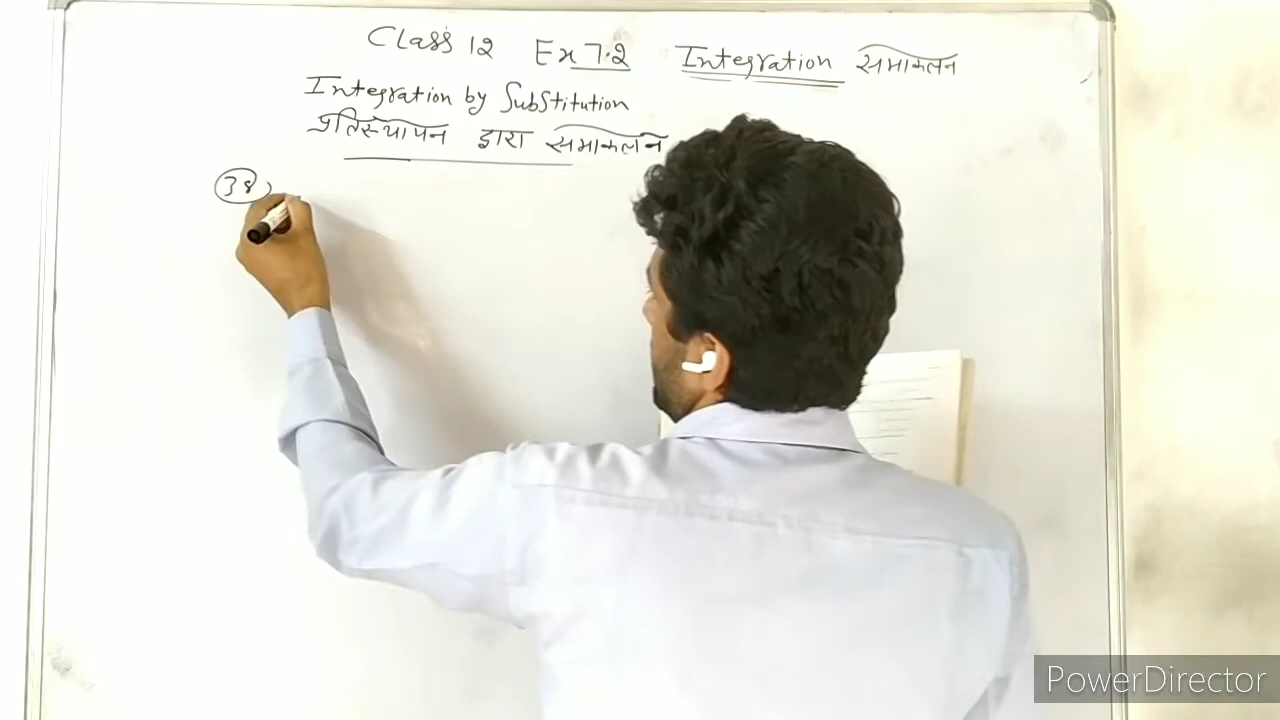 Class 12 Ex 7.2 Integration समाकलन
Integration by Substitution
प्रतिस्थापन द्वारा समाकलन
38)
PowerDirector